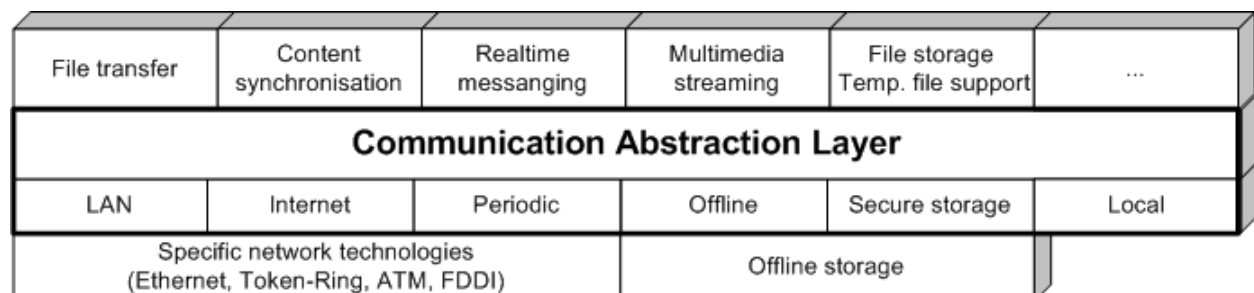 File transfer
Content
synchronisation
Realtime
messanging
Multimedia
streaming
File storage
Temp. file support
...
Communication Abstraction Layer
LAN
Internet
Periodic
Offline
Secure storage
Local
Specific network technologies
(Ethernet, Token-Ring, ATM, FDDI)
Offline storage